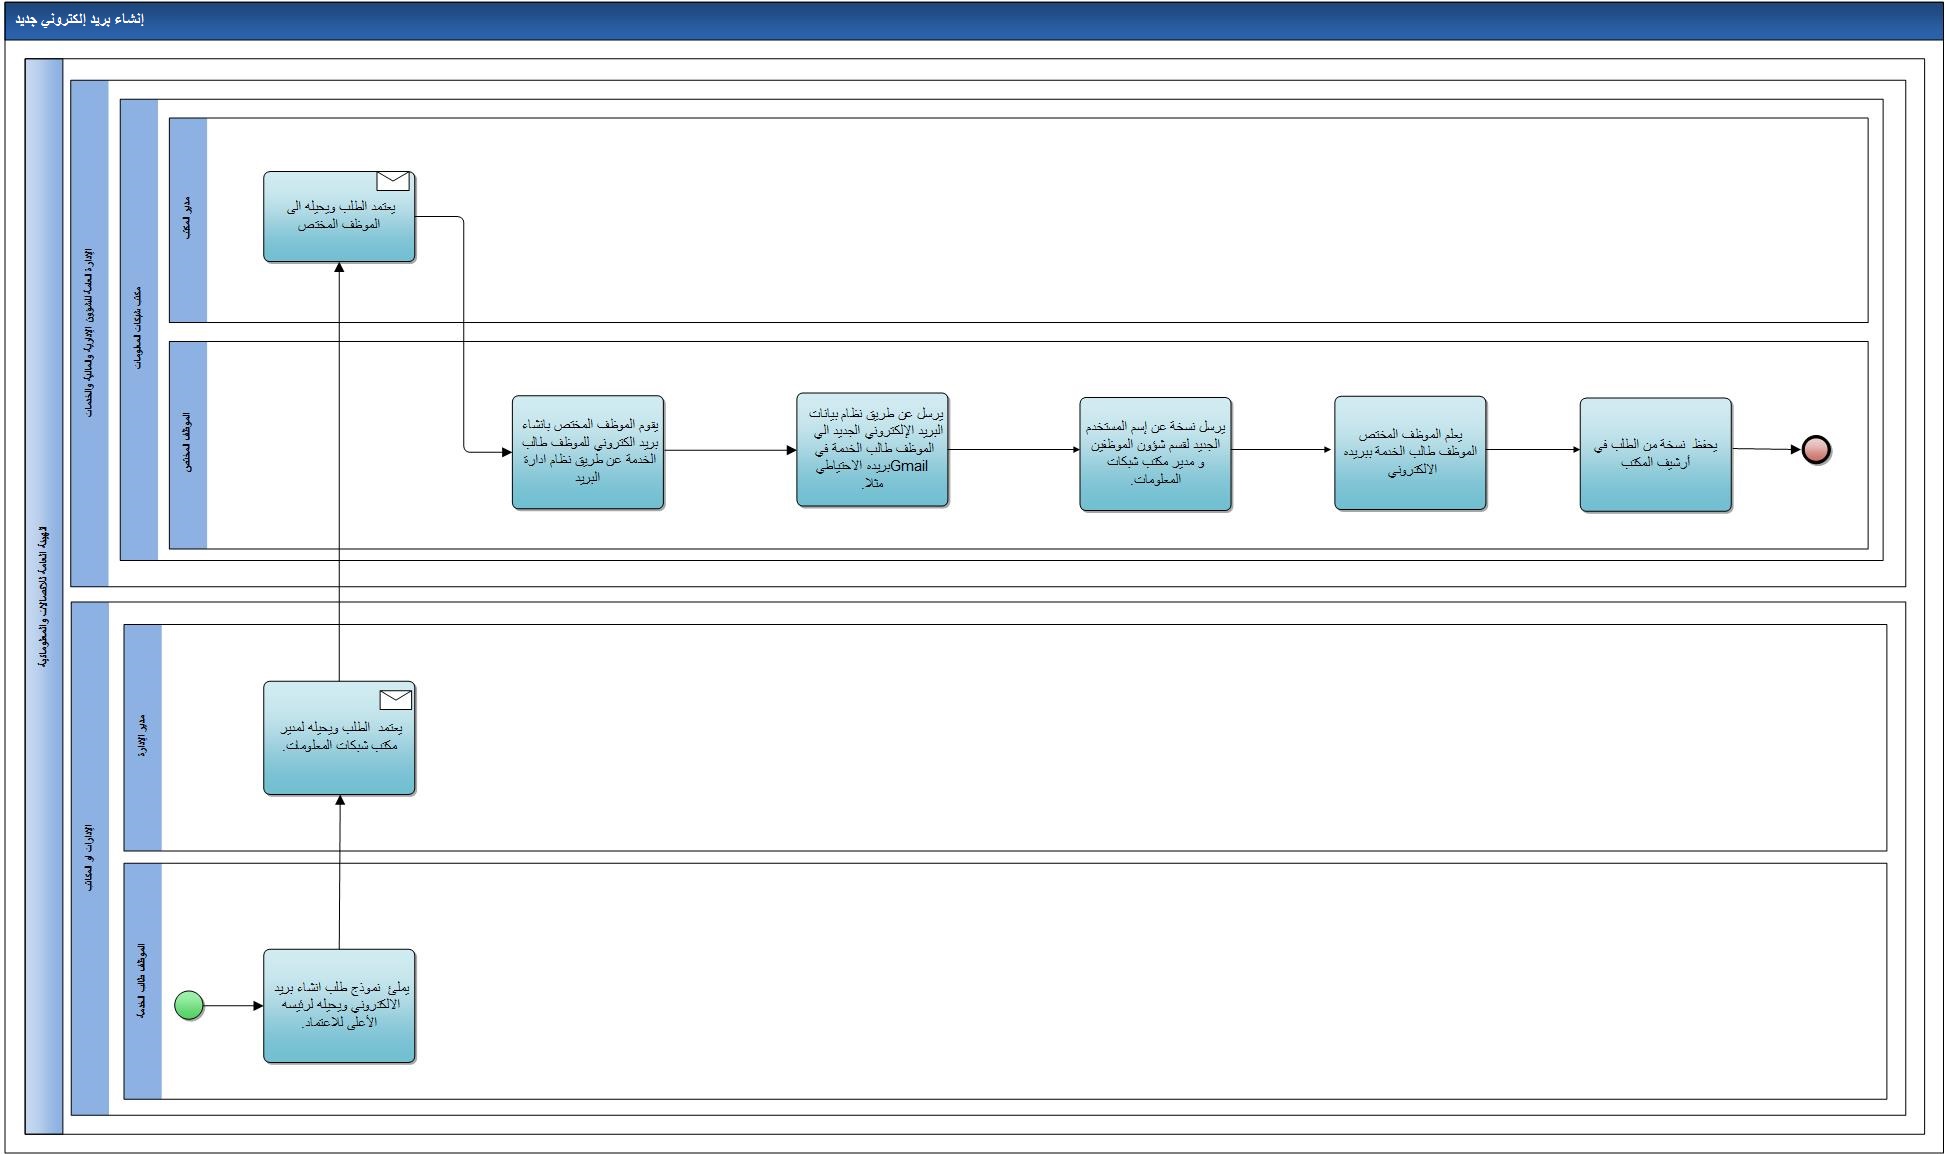 إنشاء بريد إلكتروني جديد
الهيئة العامة للاتصالات والمعلوماتية
الإدارة العامة للشؤون الإدارية والمالية والخدمات
مكتب شبكات المعلومات
مدير المكتب
يعتمد الطلب ويحيله الى
الموظف المختص
الموظف المختص
يقوم الموظف المختص بانشاء
بريد الكتروني للموظف طالب
الخدمة عن طريق نظام ادارة
البريد
يرسل عن طريق نظام بيانات
البريد الإلكتروني الجديد الي
الموظف طالب الخدمة في
بريده الاحتياطي Gmail
مثلا.
يرسل نسخة عن إسم المستخدم
الجديد لقسم شؤون الموظفين
و مدير مكتب شبكات
المعلومات.
يعلم الموظف المختص
الموظف طالب الخدمة ببريده
الالكتروني
يحفظ نسخة من الطلب في
أرشيف المكتب
الإدارات او المكاتب
مدير الإدارة
يعتمد الطلب ويحيله لمدير
مكتب شبكات المعلومات.
الموظف طالب الخدمة
يملئ نموذج طلب انشاء بريد
الالكتروني ويحيله لرئيسه
الأعلى للاعتماد.